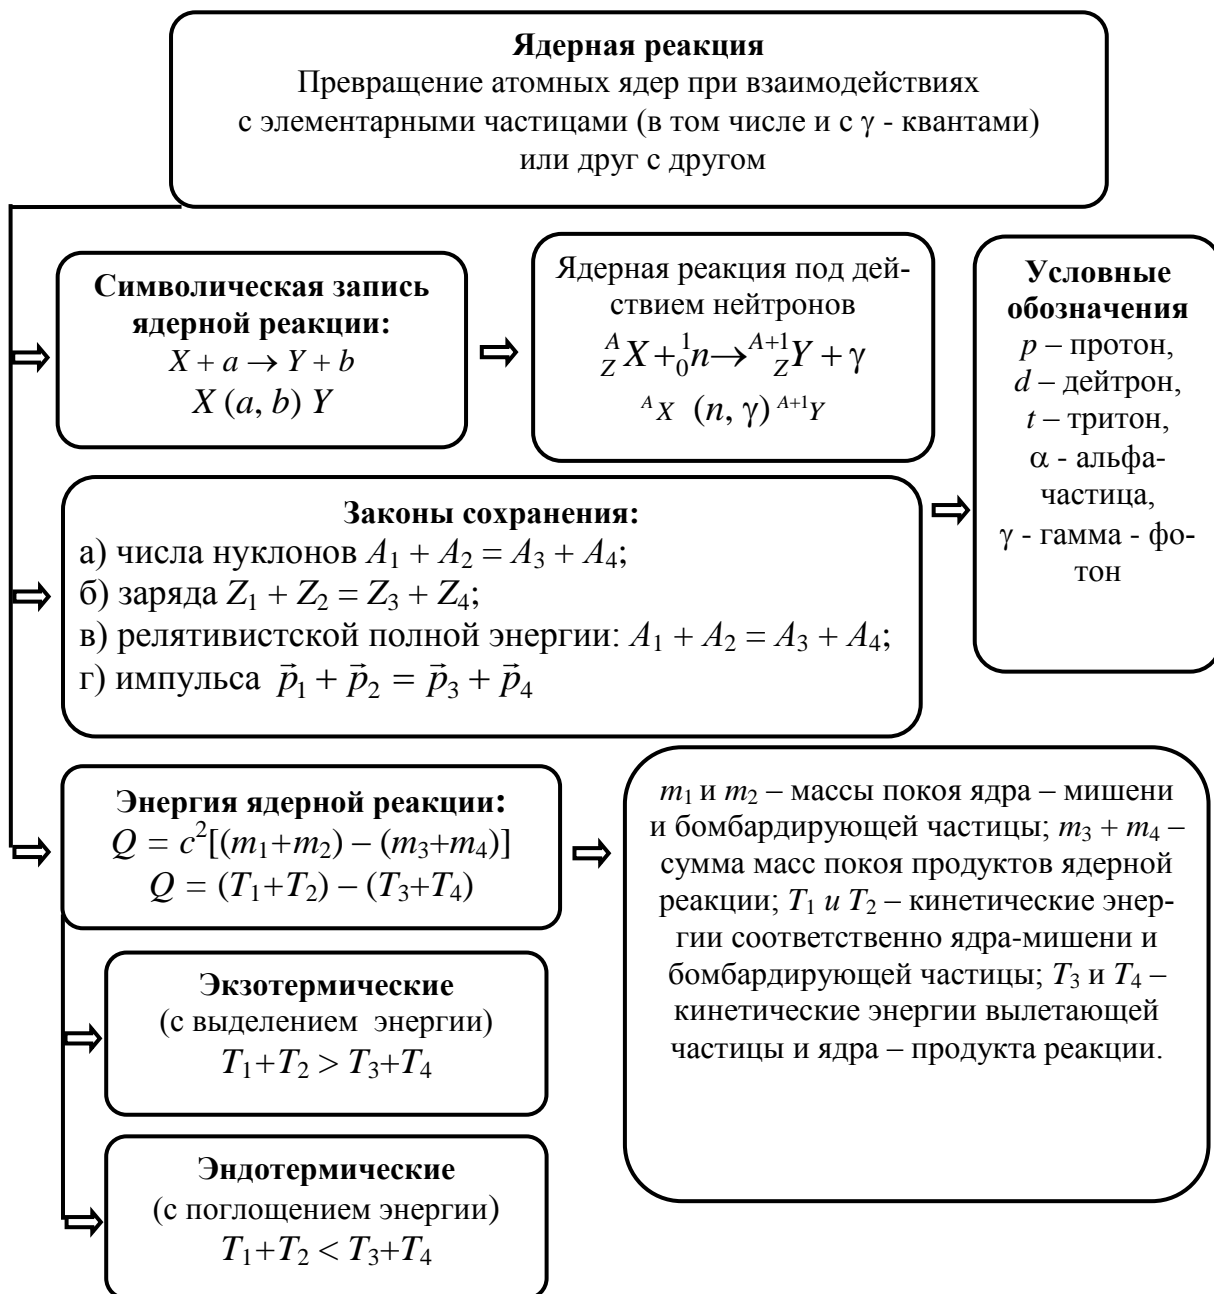 Ядерная реакция
Превращение атомных ядер при взаимодействиях
с элементарными частицами (в том числе и с γ - квантами)
или друг с другом
Символическая запись
ядерной реакции:
X + a → Y + b
X (a, b) Y
Ядерная реакция под дей-
ствием нейтронов
{}^{A}_{Z}X + {}^{1}_{0}n → {}^{A+1}_{Z}Y + γ
{}^{A}X (n, γ) {}^{A+1}Y
Условные
обозначения
p – протон,
d – дейтрон,
t – тритон,
α - альфа-
частица,
γ - гамма - фо-
тон
Законы сохранения:
а) числа нуклонов A₁ + A₂ = A₃ + A₄;
б) заряда Z₁ + Z₂ = Z₃ + Z₄;
в) релятивистской полной энергии: A₁ + A₂ = A₃ + A₄;
г) импульса p⃗₁ + p⃗₂ = p⃗₃ + p⃗₄
Энергия ядерной реакции:
Q = c²[(m₁+m₂) – (m₃+m₄)]
Q = (T₁+T₂) – (T₃+T₄)
m₁ и m₂ – массы покоя ядра – мишени
и бомбардирующей частицы; m₃ + m₄ –
сумма масс покоя продуктов ядерной
реакции; T₁ и T₂ – кинетические энер-
гии соответственно ядра-мишени и
бомбардирующей частицы; T₃ и T₄ –
кинетические энергии вылетающей
частицы и ядра – продукта реакции.
Экзотермические
(с выделением энергии)
T₁+T₂ > T₃+T₄
Эндотермические
(с поглощением энергии)
T₁+T₂ < T₃+T₄